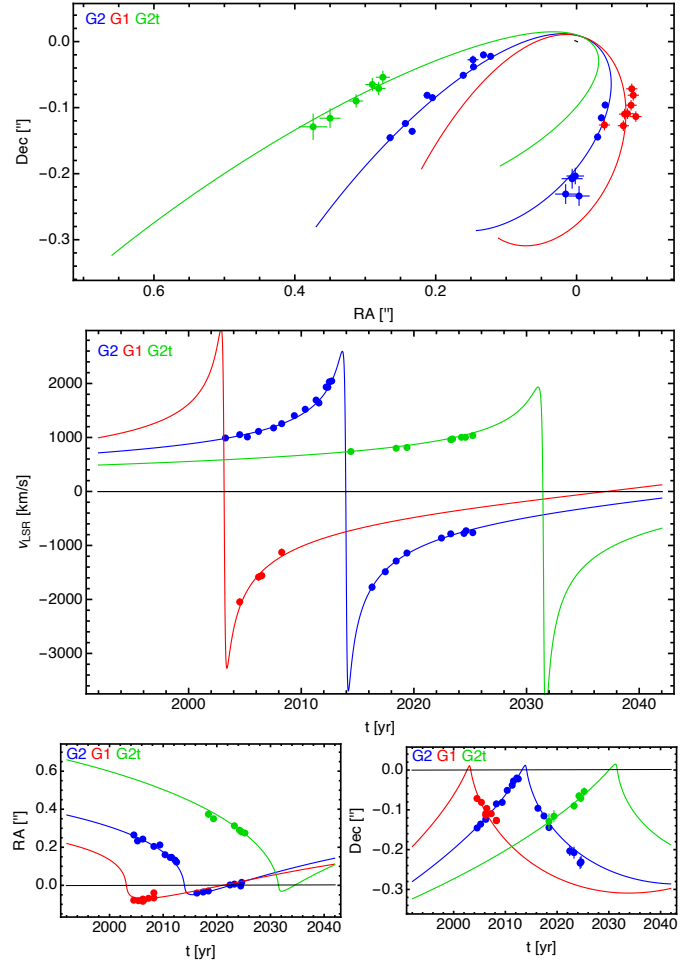 G2 G1 G2t
0.0
−0.1
−0.2
−0.3
Dec ["]
0.6 0.4 0.2 0
RA ["]
G2 G1 G2t
2000
1000
0
−1000
−2000
−3000
vLSR [km/s]
2000 2010 2020 2030 2040
t [yr]
G2 G1 G2t
0.6
0.4
0.2
0.0
RA ["]
2000 2010 2020 2030 2040
t [yr]
G2 G1 G2t
0.0
−0.1
−0.2
−0.3
Dec ["]
2000 2010 2020 2030 2040
t [yr]